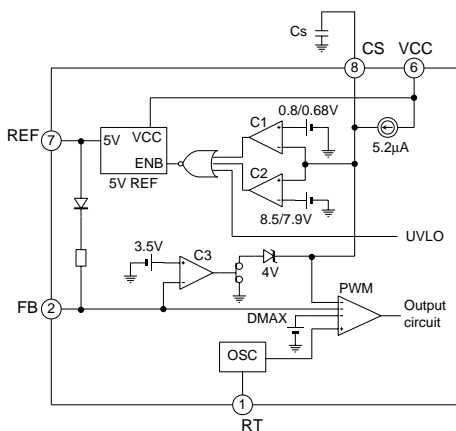 Cs
CS
VCC
8
6
0.8/0.68V
REF
7
5V
VCC
C1
5.2µA
ENB
5V REF
C2
8.5/7.9V
UVLO
3.5V
C3
4V
FB
2
PWM
DMAX
Output
circuit
OSC
1
RT